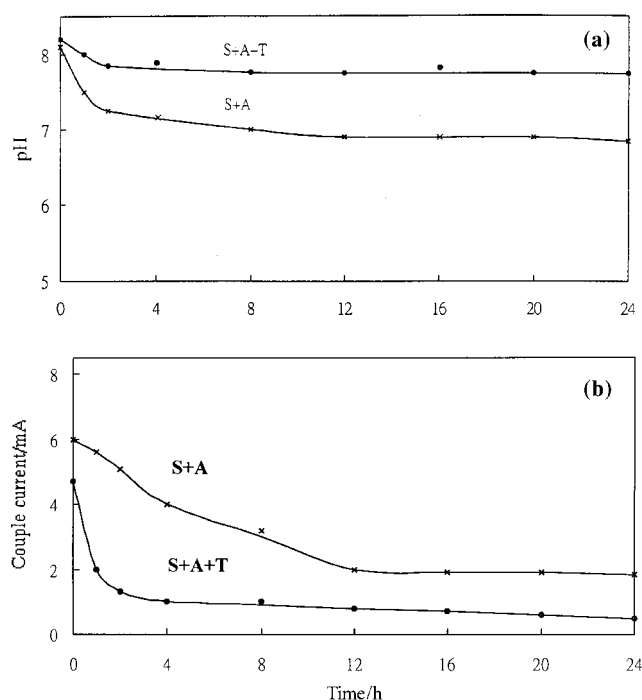 (a)
S+A-T
S+A
pH
8
7
6
5
0 4 8 12 16 20 24
(b)
S+A
S+A+T
Couple current/mA
8
6
4
2
0
0 4 8 12 16 20 24
Time/h